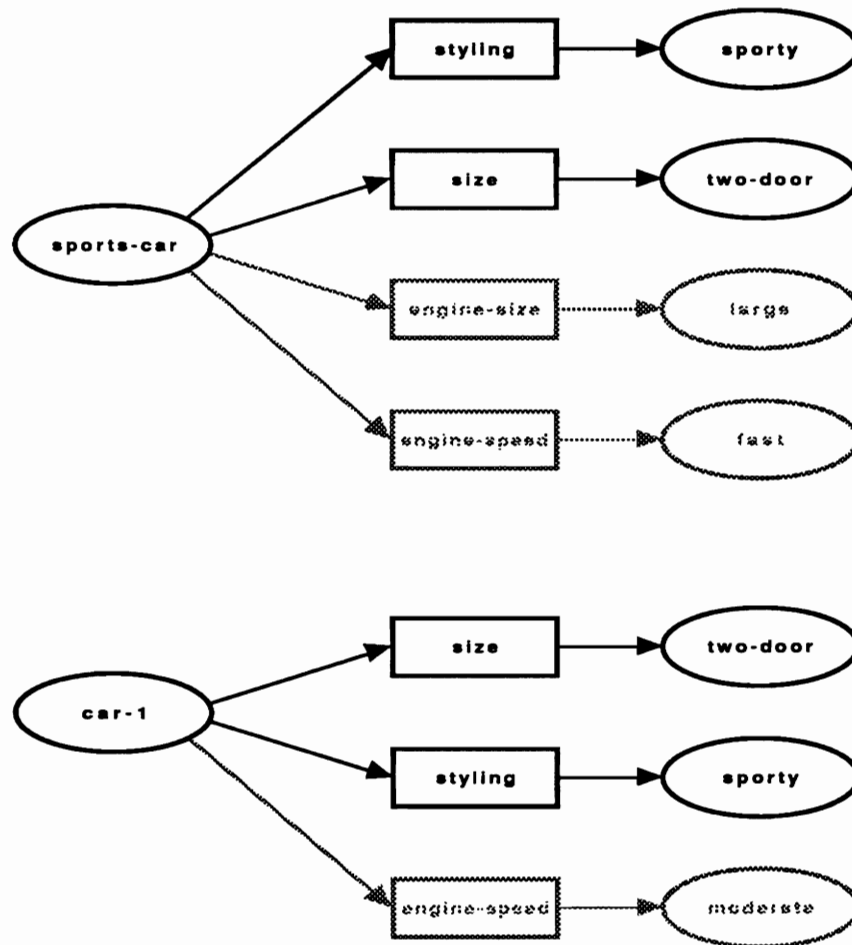 styling sporty
size two-door
sports-car
engine-size large
engine-speed fast
size two-door
car-1
styling sporty
engine-speed moderate